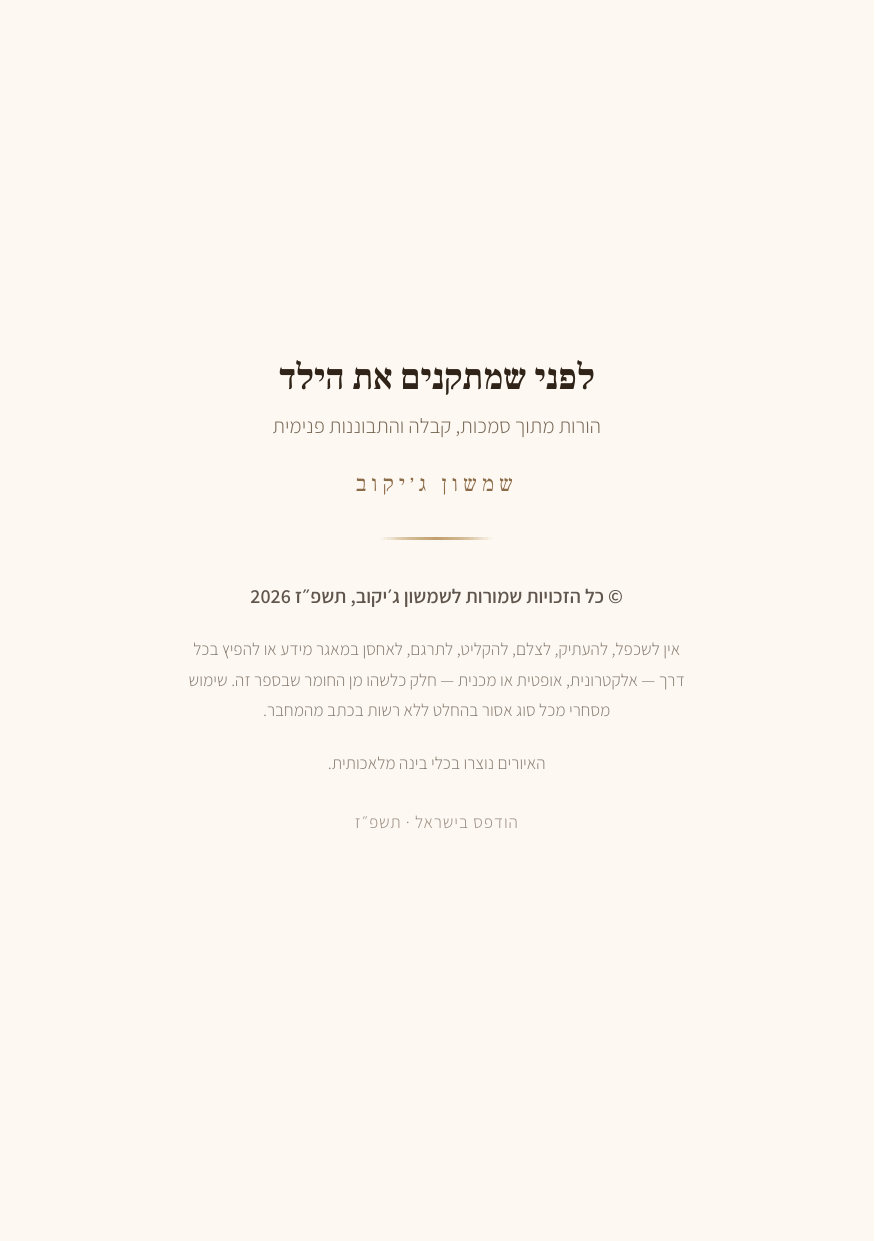 לפני שמתקנים את הילד
הורות מתוך סמכות, קבלה והתבוננות פנימית
שמשון ג׳יקוב
© כל הזכויות שמורות לשמשון ג׳יקוב, תשפ״ז 2026
אין לשכפל, להעתיק, לצלם, להקליט, לתרגם, לאחסן במאגר מידע או להפיץ בכל
דרך — אלקטרונית, אופטית או מכנית — חלק כלשהו מן החומר שבספר זה. שימוש
מסחרי מכל סוג אסור בהחלט ללא רשות בכתב מהמחבר.
האיורים נוצרו בכלי בינה מלאכותית.
הודפס בישראל · תשפ״ז